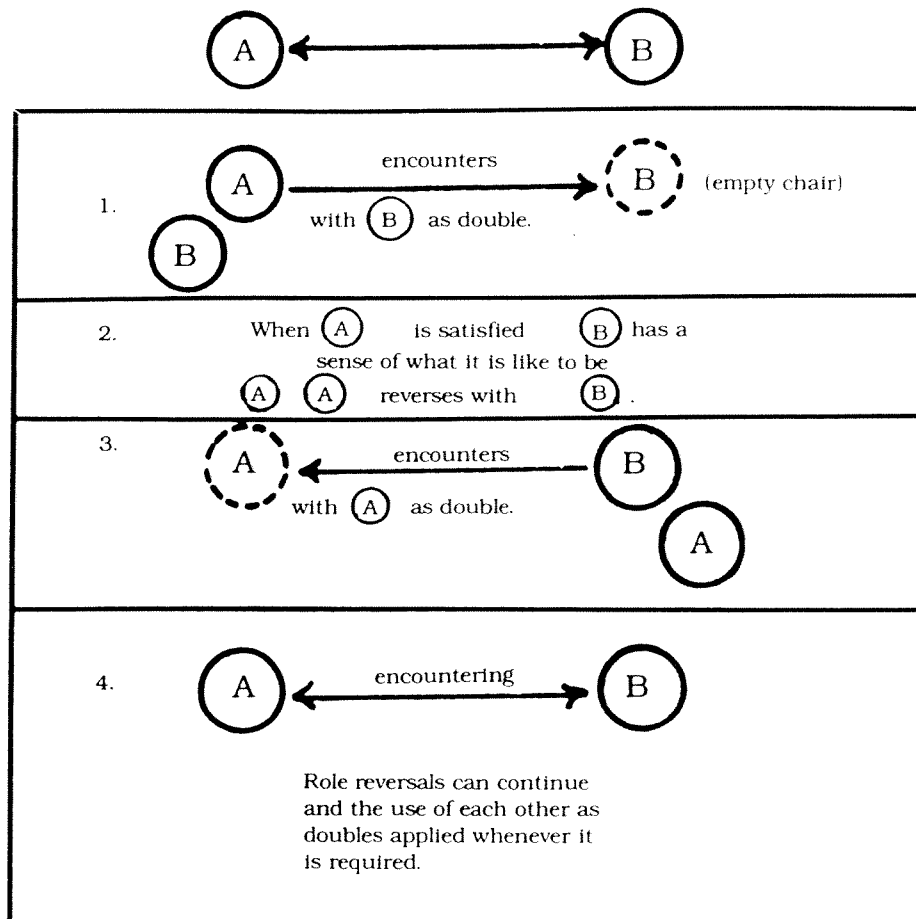 A B
A encounters B (empty chair)
1.
with B as double.
B
2. When A is satisfied B has a
sense of what it is like to be
A A reverses with B .
3. A encounters B
with A as double.
A
4. A encountering B
Role reversals can continue
and the use of each other as
doubles applied whenever it
is required.